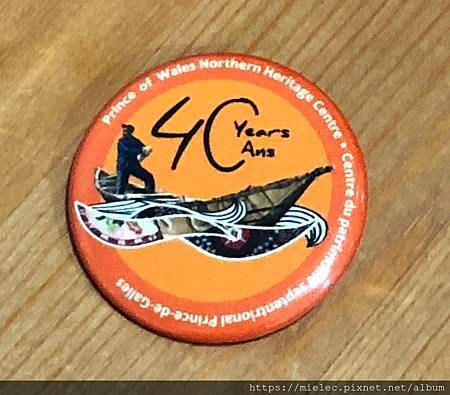 Prince of Wales Northern Heritage Centre • Centre du patrimoine septentrional Prince-de-Galles
40 Years
Ans
https://mielec.pixnet.net/album